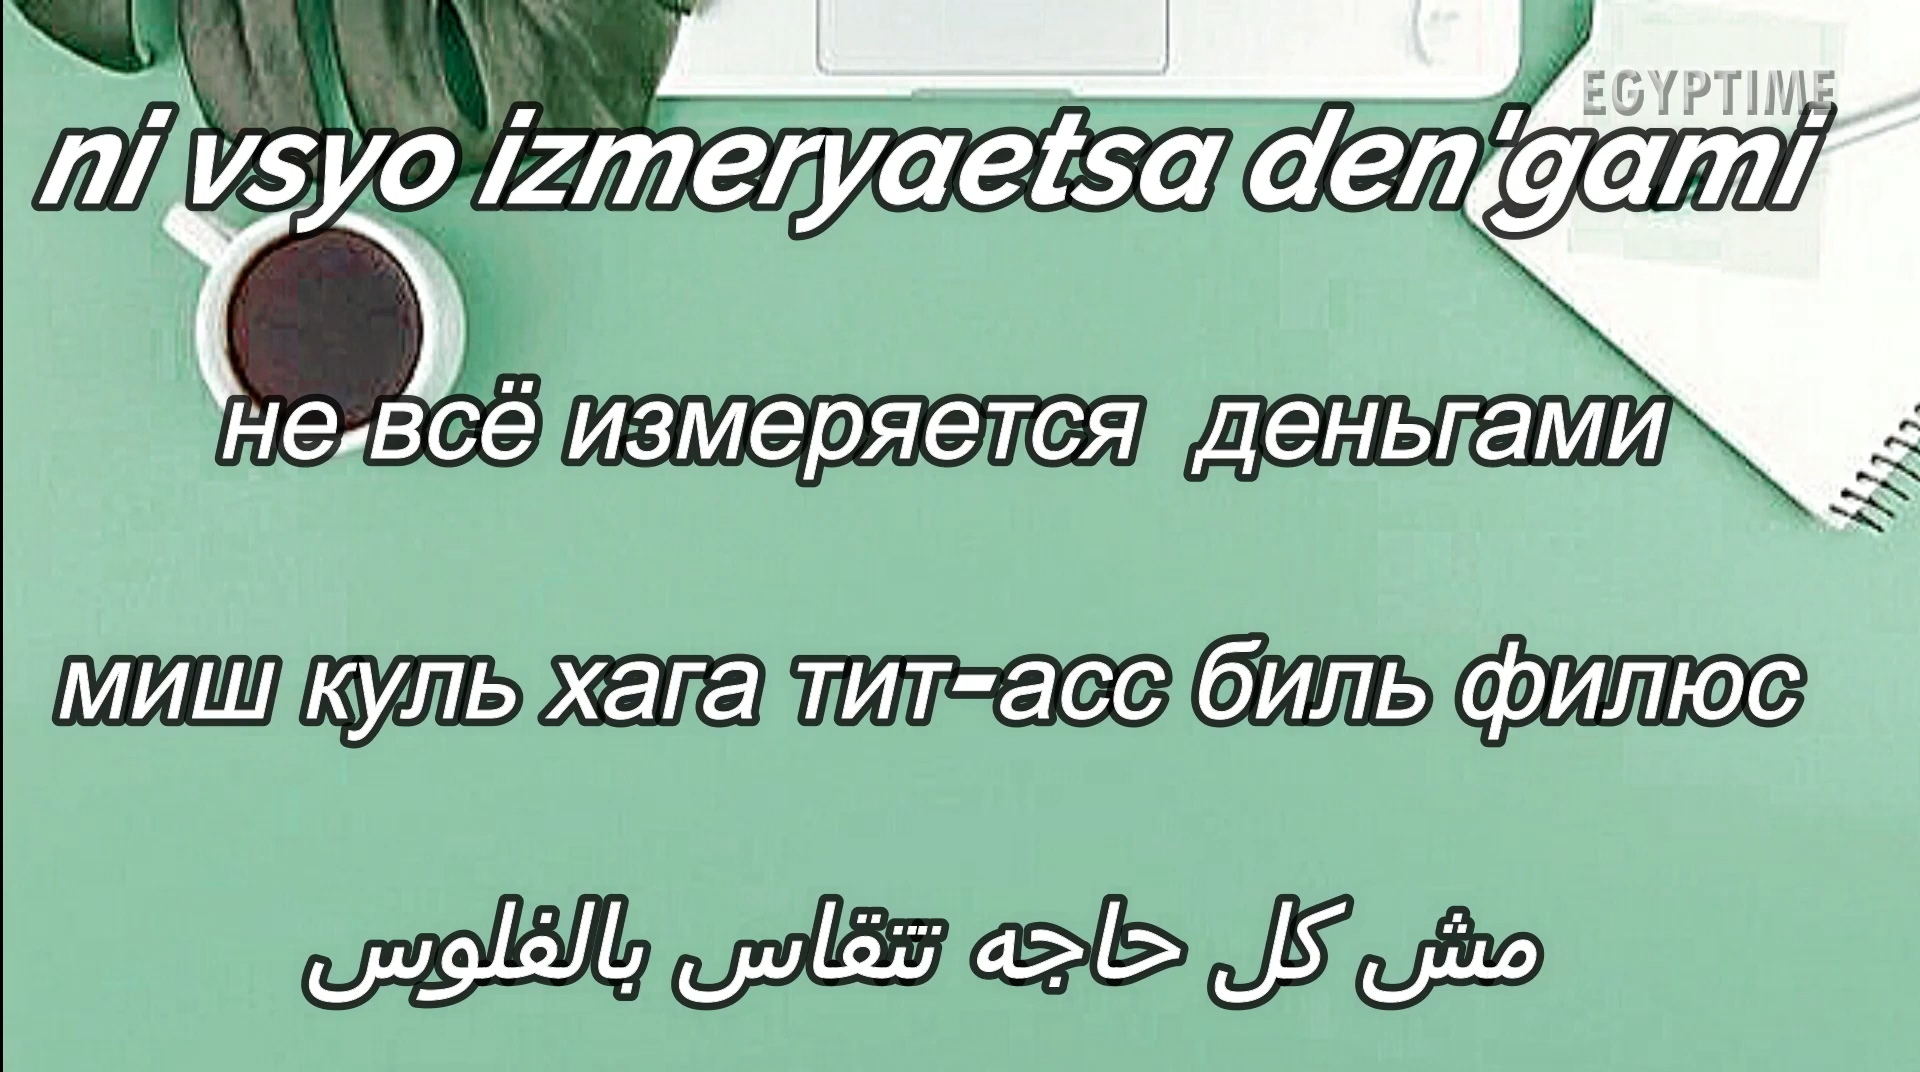 EGYPTIME
ni vsyo izmeryaetsa den'gami
не всё измеряется деньгами
миш куль хага тит-асс биль филюс
مش كل حاجه تتقاس بالفلوس